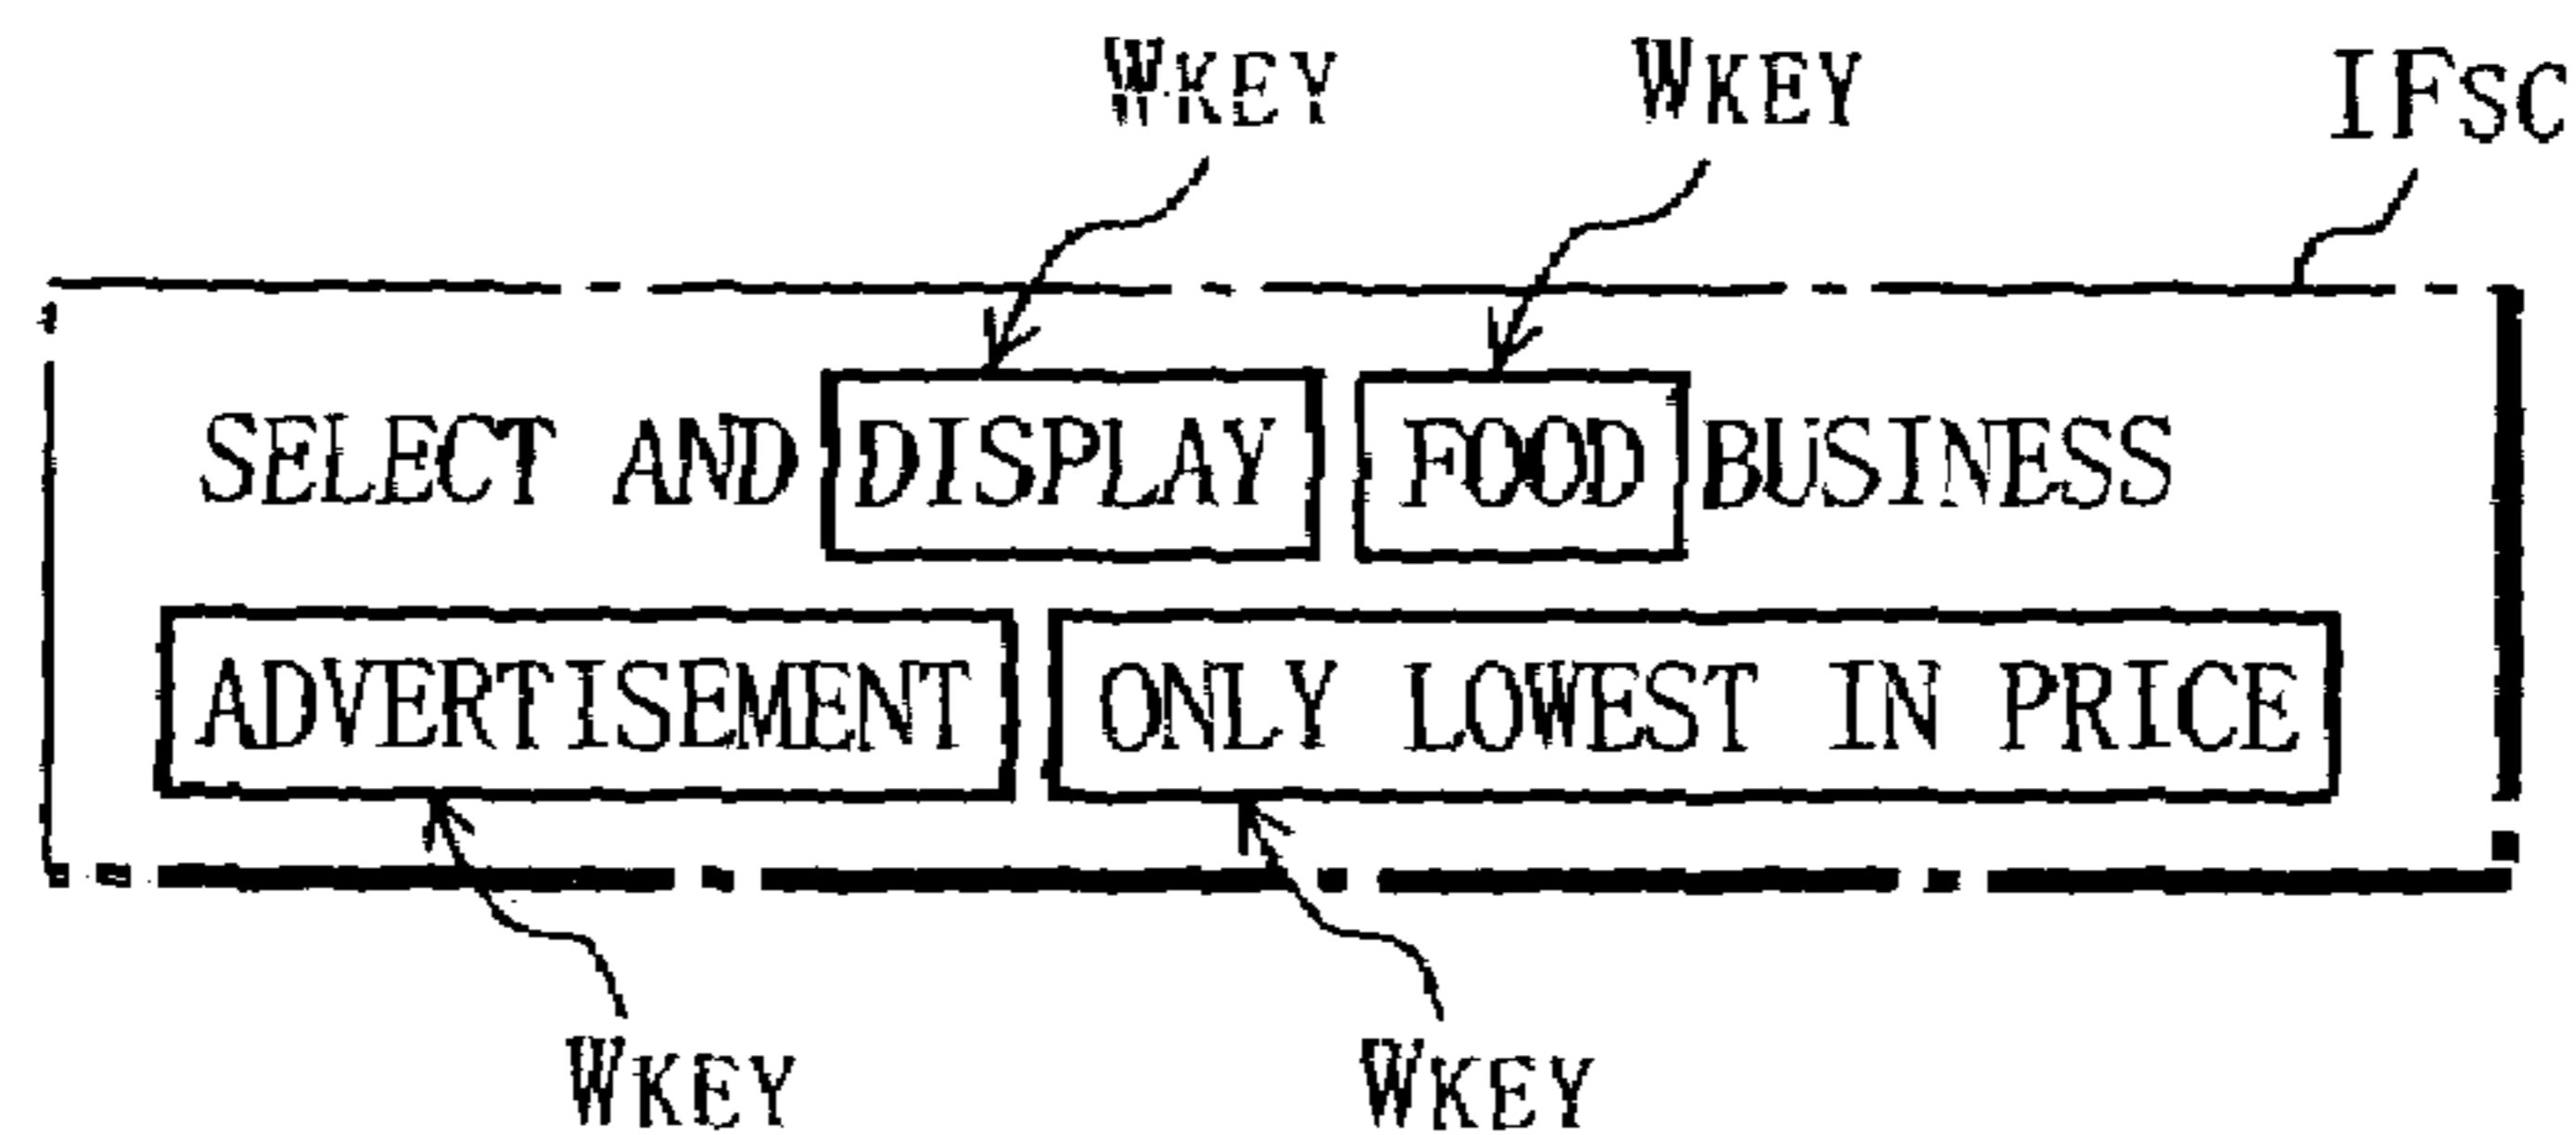 WKEY WKEY IFSC
SELECT AND DISPLAY FOOD BUSINESS
ADVERTISEMENT ONLY LOWEST IN PRICE
WKEY WKEY